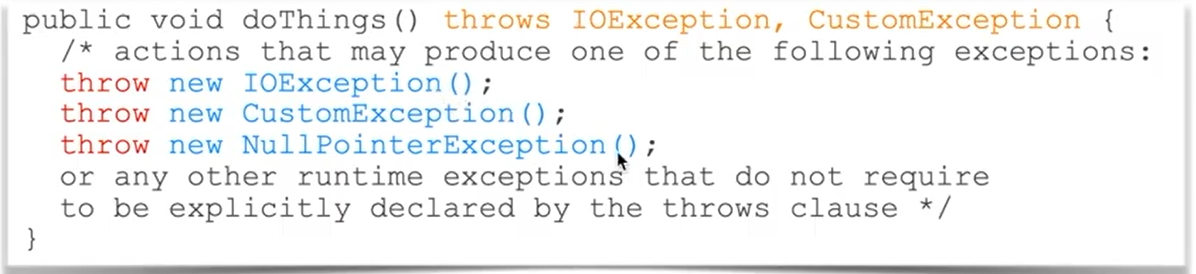 public void doThings() throws IOException, CustomException {
/* actions that may produce one of the following exceptions:
throw new IOException();
throw new CustomException();
throw new NullPointerException();
or any other runtime exceptions that do not require
to be explicitly declared by the throws clause */
}